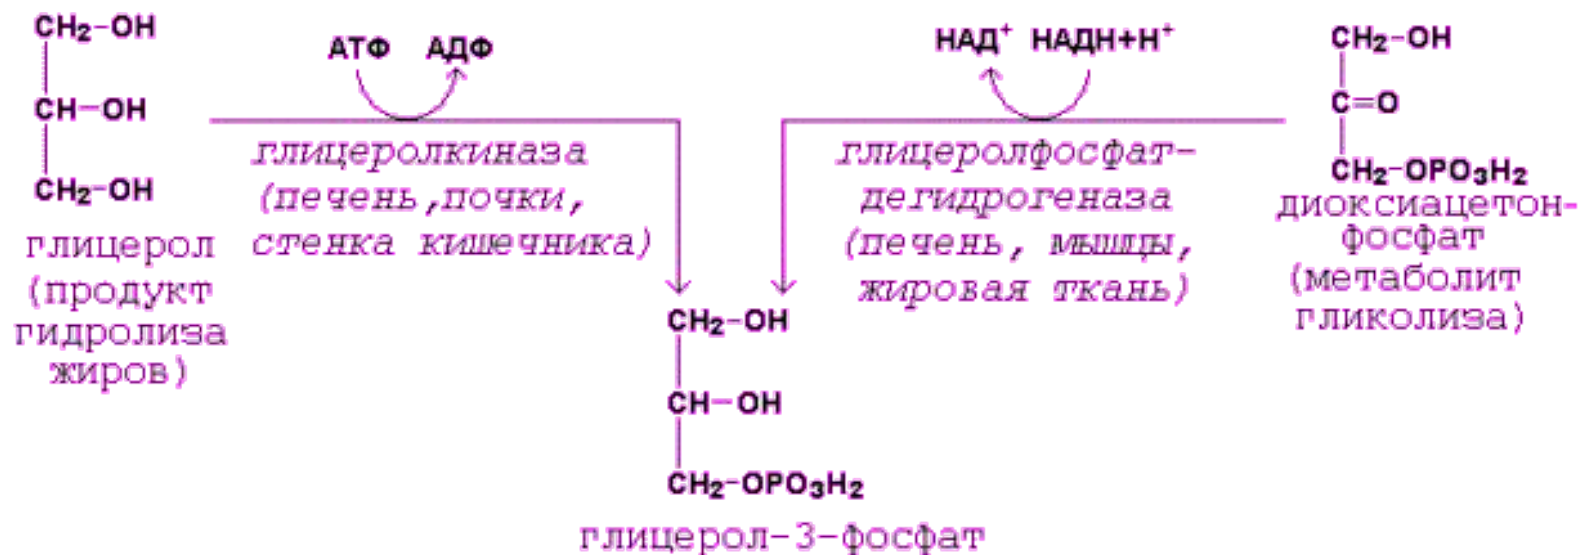 CH₂-OH
CH-OH
CH₂-OH
глицерол
(продукт
гидролиза
жиров)
АТФ АДФ
глицеролкиназа
(печень,почки,
стенка кишечника)
НАД⁺ НАДН+Н⁺
глицеролфосфат-
дегидрогеназа
(печень, мышцы,
жировая ткань)
CH₂-OH
C=O
CH₂-OPO₃H₂
диоксиацетон-
фосфат
(метаболит
гликолиза)
CH₂-OH
CH-OH
CH₂-OPO₃H₂
глицерол-3-фосфат